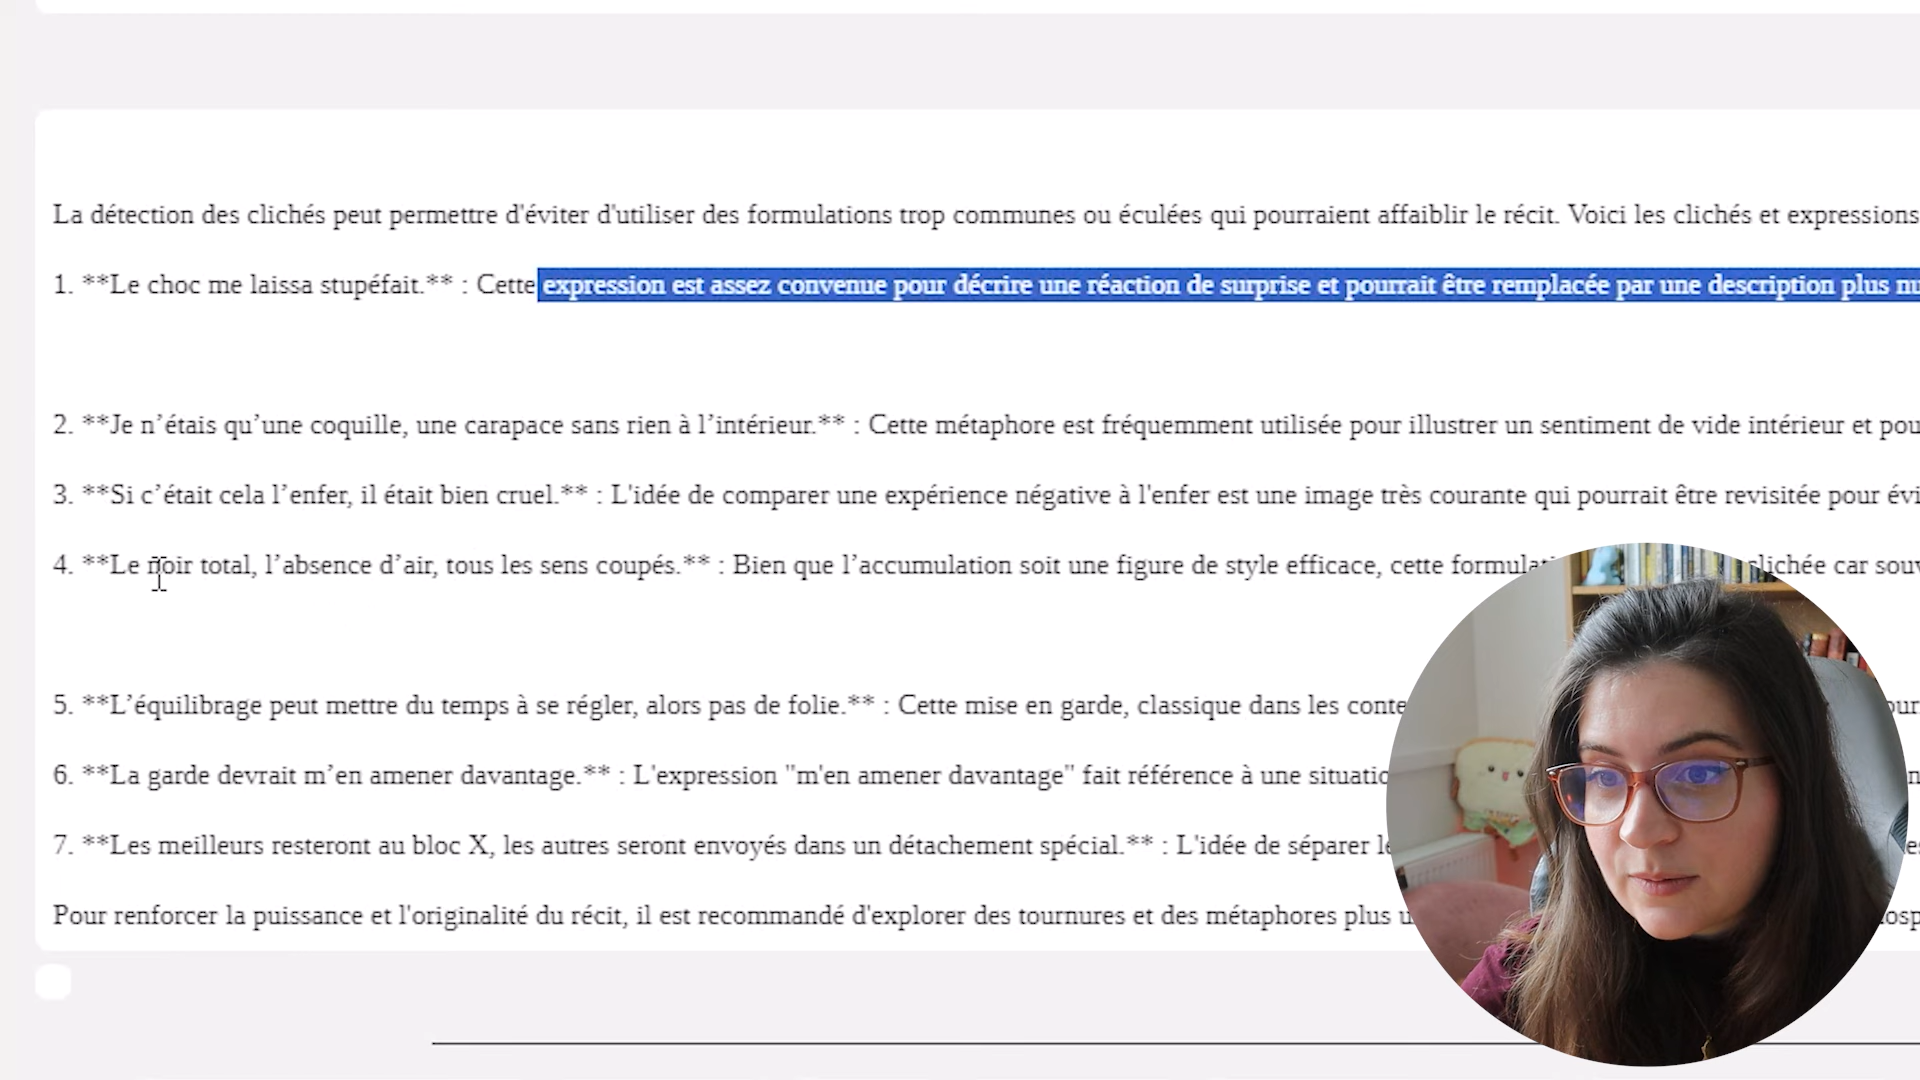 La détection des clichés peut permettre d'éviter d'utiliser des formulations trop communes ou éculées qui pourraient affaiblir le récit. Voici les clichés et expressions
1. **Le choc me laissa stupéfait.** : Cette expression est assez convenue pour décrire une réaction de surprise et pourrait être remplacée par une description plus nu
2. **Je n’étais qu’une coquille, une carapace sans rien à l’intérieur.** : Cette métaphore est fréquemment utilisée pour illustrer un sentiment de vide intérieur et pou
3. **Si c’était cela l’enfer, il était bien cruel.** : L'idée de comparer une expérience négative à l'enfer est une image très courante qui pourrait être revisitée pour évi
4. **Le noir total, l’absence d’air, tous les sens coupés.** : Bien que l’accumulation soit une figure de style efficace, cette formulat clichée car souv
5. **L’équilibrage peut mettre du temps à se régler, alors pas de folie.** : Cette mise en garde, classique dans les conte
6. **La garde devrait m’en amener davantage.** : L'expression "m'en amener davantage" fait référence à une situatio
7. **Les meilleurs resteront au bloc X, les autres seront envoyés dans un détachement spécial.** : L'idée de séparer le
Pour renforcer la puissance et l'originalité du récit, il est recommandé d'explorer des tournures et des métaphores plus u